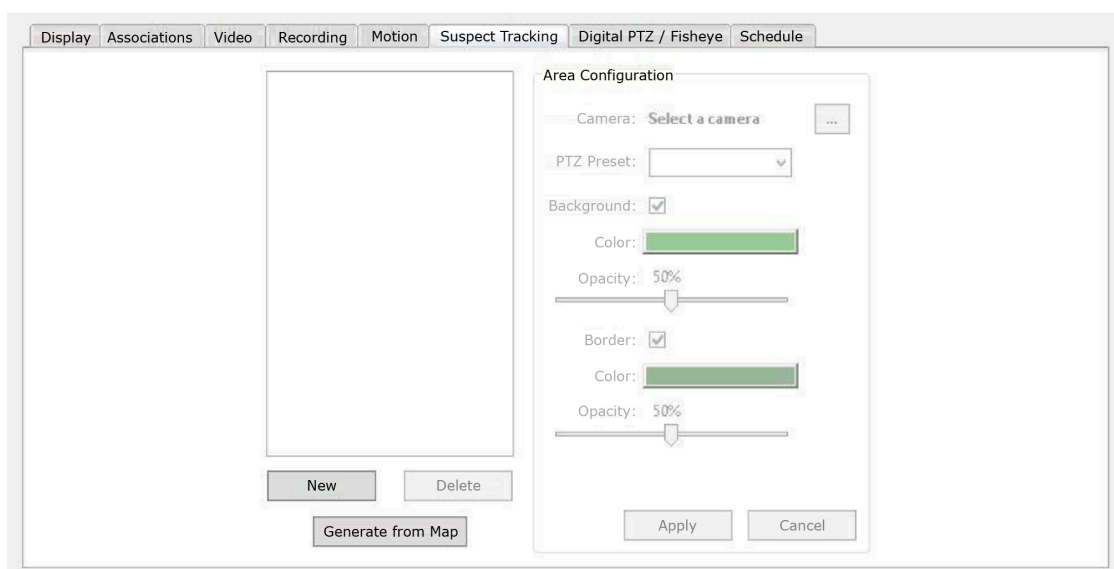 Display Associations Video Recording Motion Suspect Tracking Digital PTZ / Fisheye Schedule
Area Configuration
Camera: Select a camera ...
PTZ Preset:
Background:
Color:
Opacity: 50%
Border:
Color:
Opacity: 50%
New Delete
Generate from Map
Apply Cancel